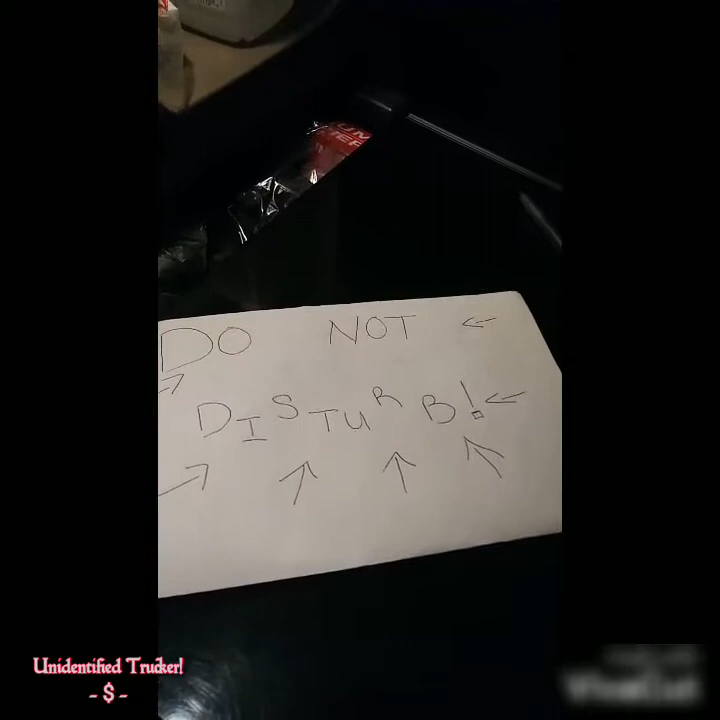 DO NOT
DISTURB!
Unidentified Trucker!
- $ -